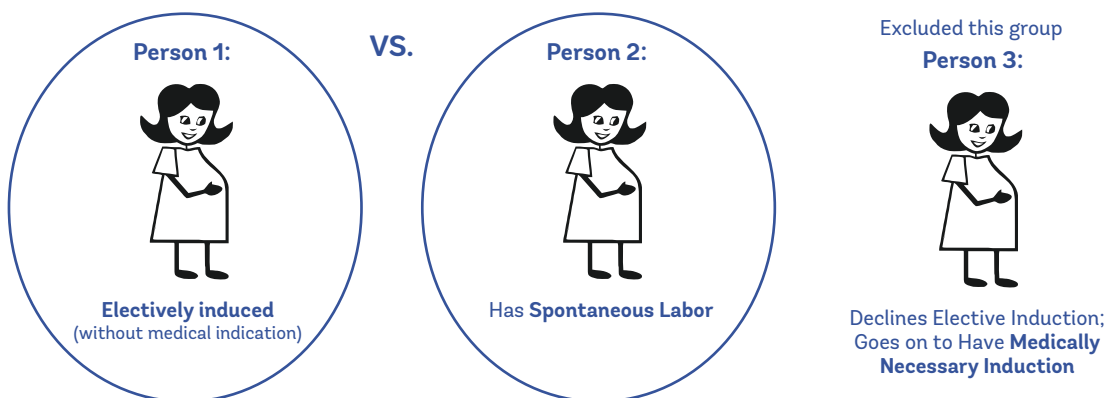 Person 1:
VS.
Person 2:
Excluded this group
Person 3:
Electively induced
(without medical indication)
Has Spontaneous Labor
Declines Elective Induction;
Goes on to Have Medically
Necessary Induction